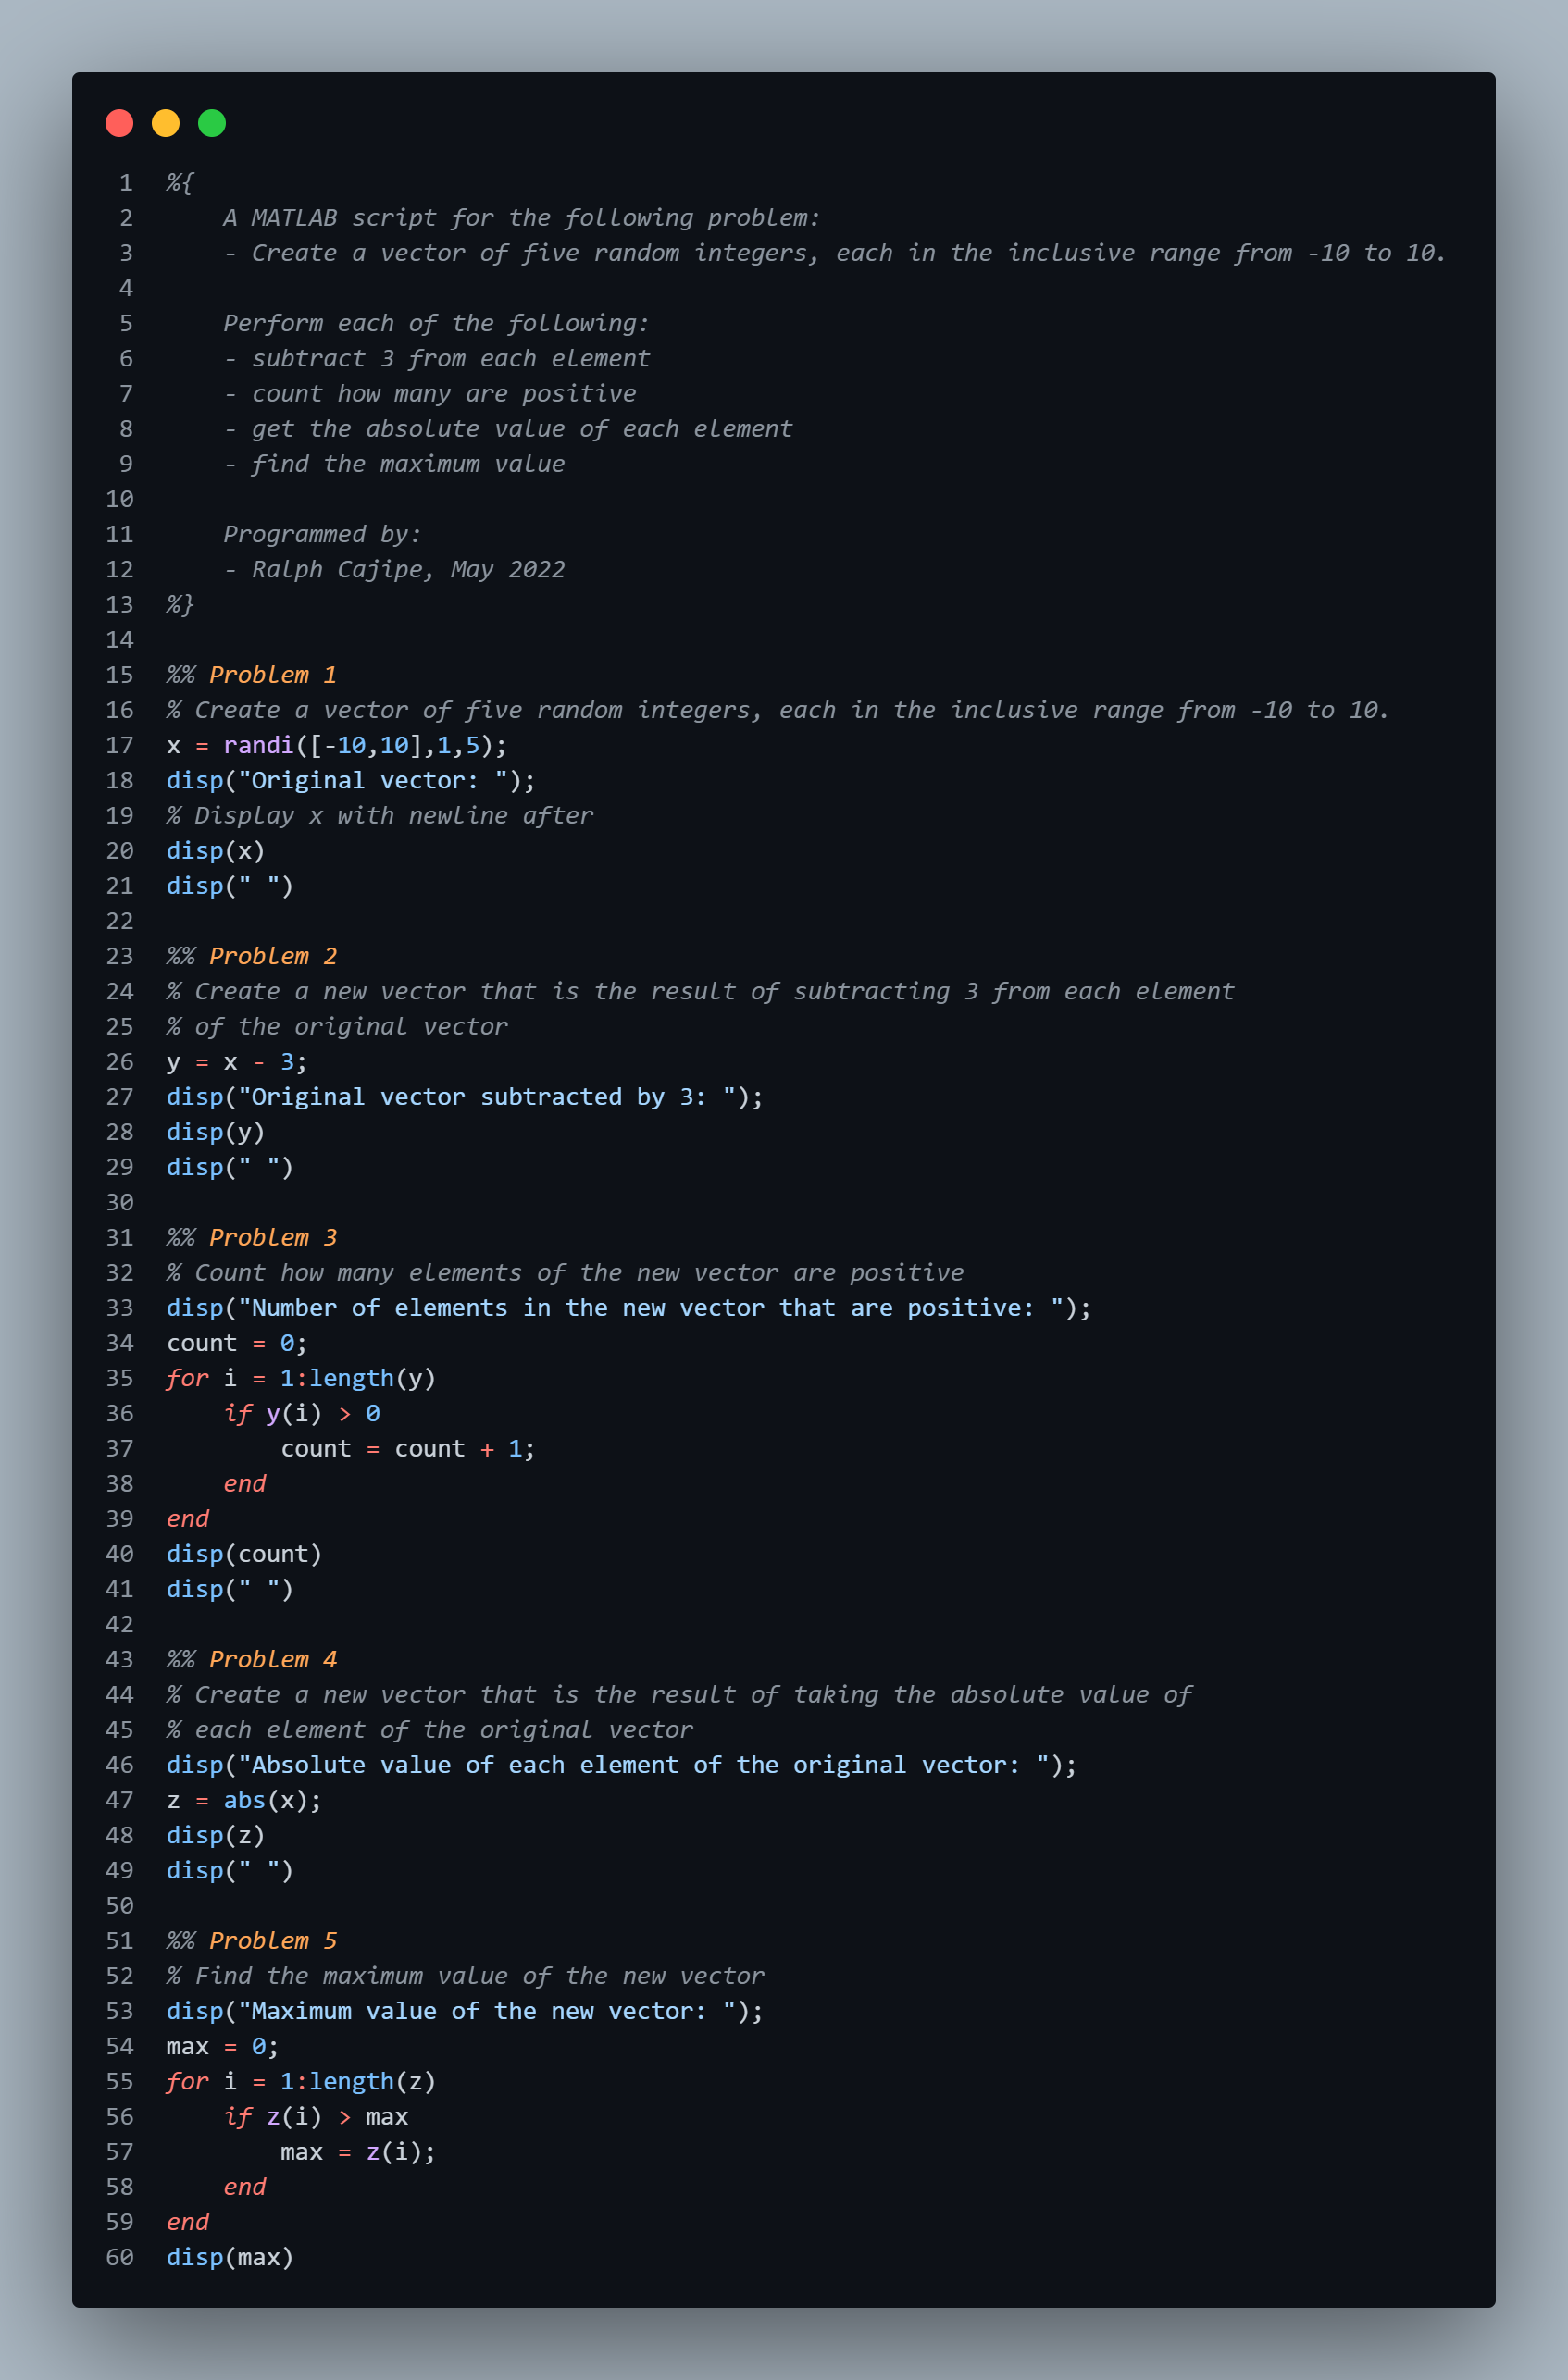 1 %{
2     A MATLAB script for the following problem:
3     - Create a vector of five random integers, each in the inclusive range from -10 to 10.
4
5     Perform each of the following:
6     - subtract 3 from each element
7     - count how many are positive
8     - get the absolute value of each element
9     - find the maximum value
10
11     Programmed by:
12     - Ralph Cajipe, May 2022
13 %}
14
15 %% Problem 1
16 % Create a vector of five random integers, each in the inclusive range from -10 to 10.
17 x = randi([-10,10],1,5);
18 disp("Original vector: ");
19 % Display x with newline after
20 disp(x)
21 disp(" ")
22
23 %% Problem 2
24 % Create a new vector that is the result of subtracting 3 from each element
25 % of the original vector
26 y = x - 3;
27 disp("Original vector subtracted by 3: ");
28 disp(y)
29 disp(" ")
30
31 %% Problem 3
32 % Count how many elements of the new vector are positive
33 disp("Number of elements in the new vector that are positive: ");
34 count = 0;
35 for i = 1:length(y)
36     if y(i) > 0
37         count = count + 1;
38     end
39 end
40 disp(count)
41 disp(" ")
42
43 %% Problem 4
44 % Create a new vector that is the result of taking the absolute value of
45 % each element of the original vector
46 disp("Absolute value of each element of the original vector: ");
47 z = abs(x);
48 disp(z)
49 disp(" ")
50
51 %% Problem 5
52 % Find the maximum value of the new vector
53 disp("Maximum value of the new vector: ");
54 max = 0;
55 for i = 1:length(z)
56     if z(i) > max
57         max = z(i);
58     end
59 end
60 disp(max)